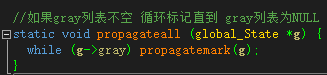 //如果gray列表不空 循环标记直到 gray列表为NULL
static void propagateall (global_State *g) {
  while (g->gray) propagatemark(g);
}